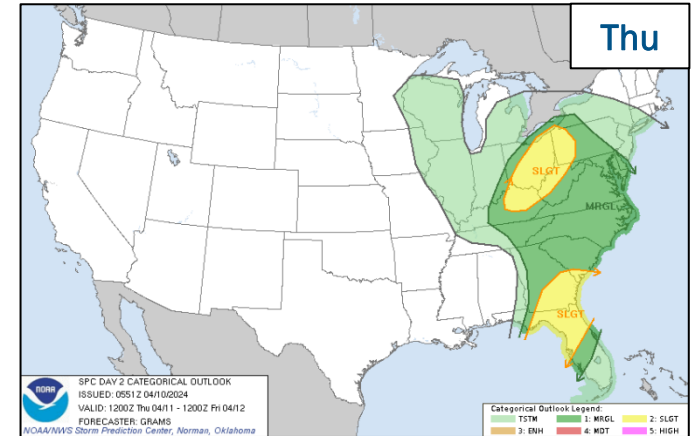 Thu
SLGT
MRGL
SLGT
NOAA
SPC DAY 2 CATEGORICAL OUTLOOK
ISSUED: 0551Z 04/10/2024
VALID: 1200Z Thu 04/11 - 1200Z Fri 04/12
FORECASTER: GRAMS
NOAA/NWS Storm Prediction Center, Norman, Oklahoma
Categorical Outlook Legend:
TSTM 1: MRGL 2: SLGT
3: ENH 4: MDT 5: HIGH